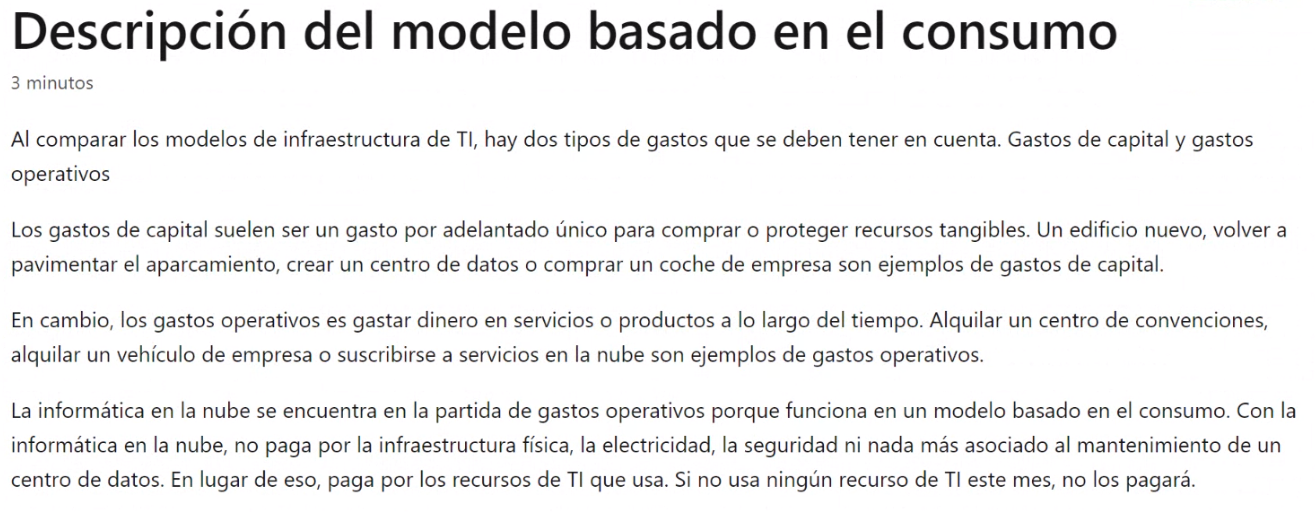 Descripción del modelo basado en el consumo
3 minutos
Al comparar los modelos de infraestructura de TI, hay dos tipos de gastos que se deben tener en cuenta. Gastos de capital y gastos
operativos
Los gastos de capital suelen ser un gasto por adelantado único para comprar o proteger recursos tangibles. Un edificio nuevo, volver a
pavimentar el aparcamiento, crear un centro de datos o comprar un coche de empresa son ejemplos de gastos de capital.
En cambio, los gastos operativos es gastar dinero en servicios o productos a lo largo del tiempo. Alquilar un centro de convenciones,
alquilar un vehículo de empresa o suscribirse a servicios en la nube son ejemplos de gastos operativos.
La informática en la nube se encuentra en la partida de gastos operativos porque funciona en un modelo basado en el consumo. Con la
informática en la nube, no paga por la infraestructura física, la electricidad, la seguridad ni nada más asociado al mantenimiento de un
centro de datos. En lugar de eso, paga por los recursos de TI que usa. Si no usa ningún recurso de TI este mes, no los pagará.